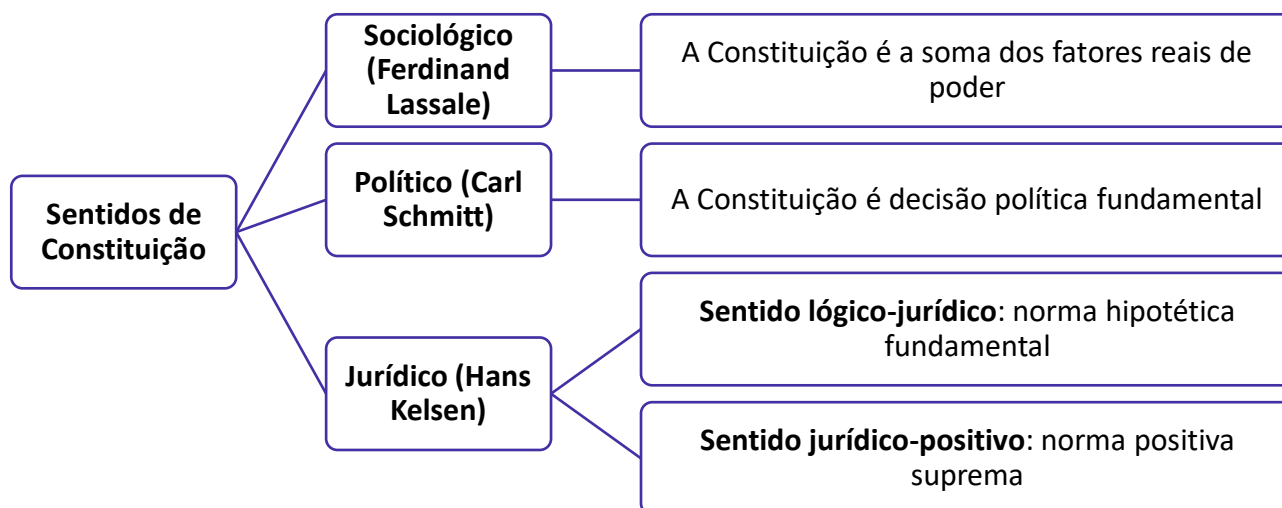 Sentidos de
Constituição
Sociológico
(Ferdinand
Lassale)
A Constituição é a soma dos fatores reais de
poder
Político (Carl
Schmitt)
A Constituição é decisão política fundamental
Jurídico (Hans
Kelsen)
Sentido lógico-jurídico: norma hipotética
fundamental
Sentido jurídico-positivo: norma positiva
suprema